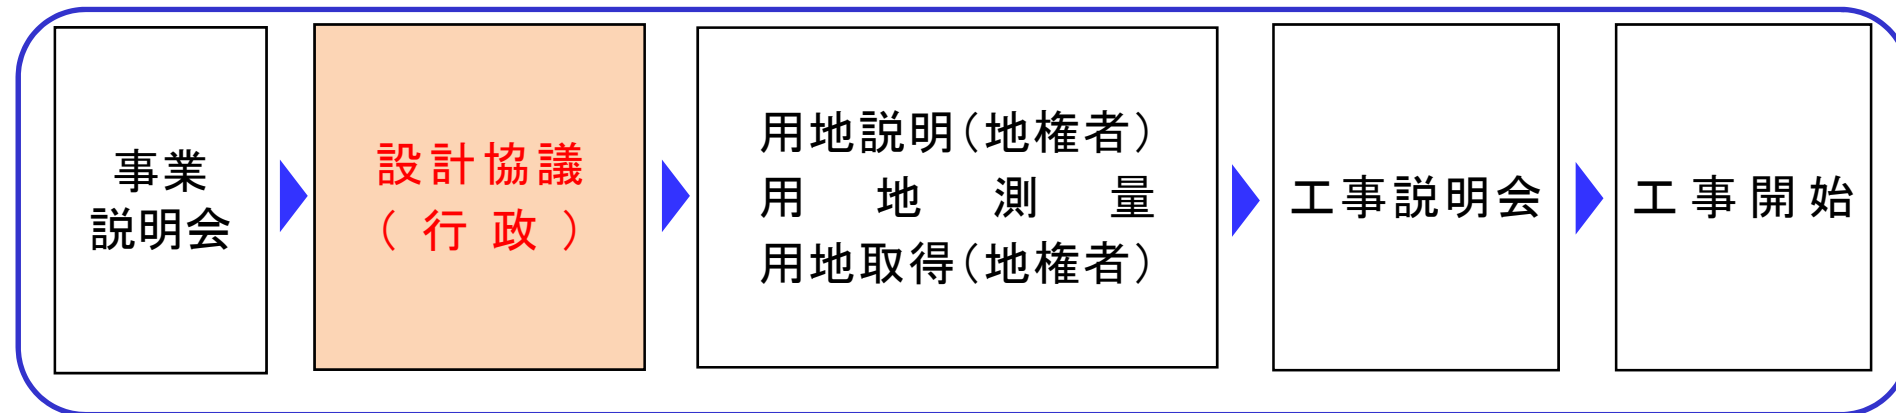 事業
説明会
設計協議
(行政)
用地説明(地権者)
用地測量
用地取得(地権者)
工事説明会
工事開始